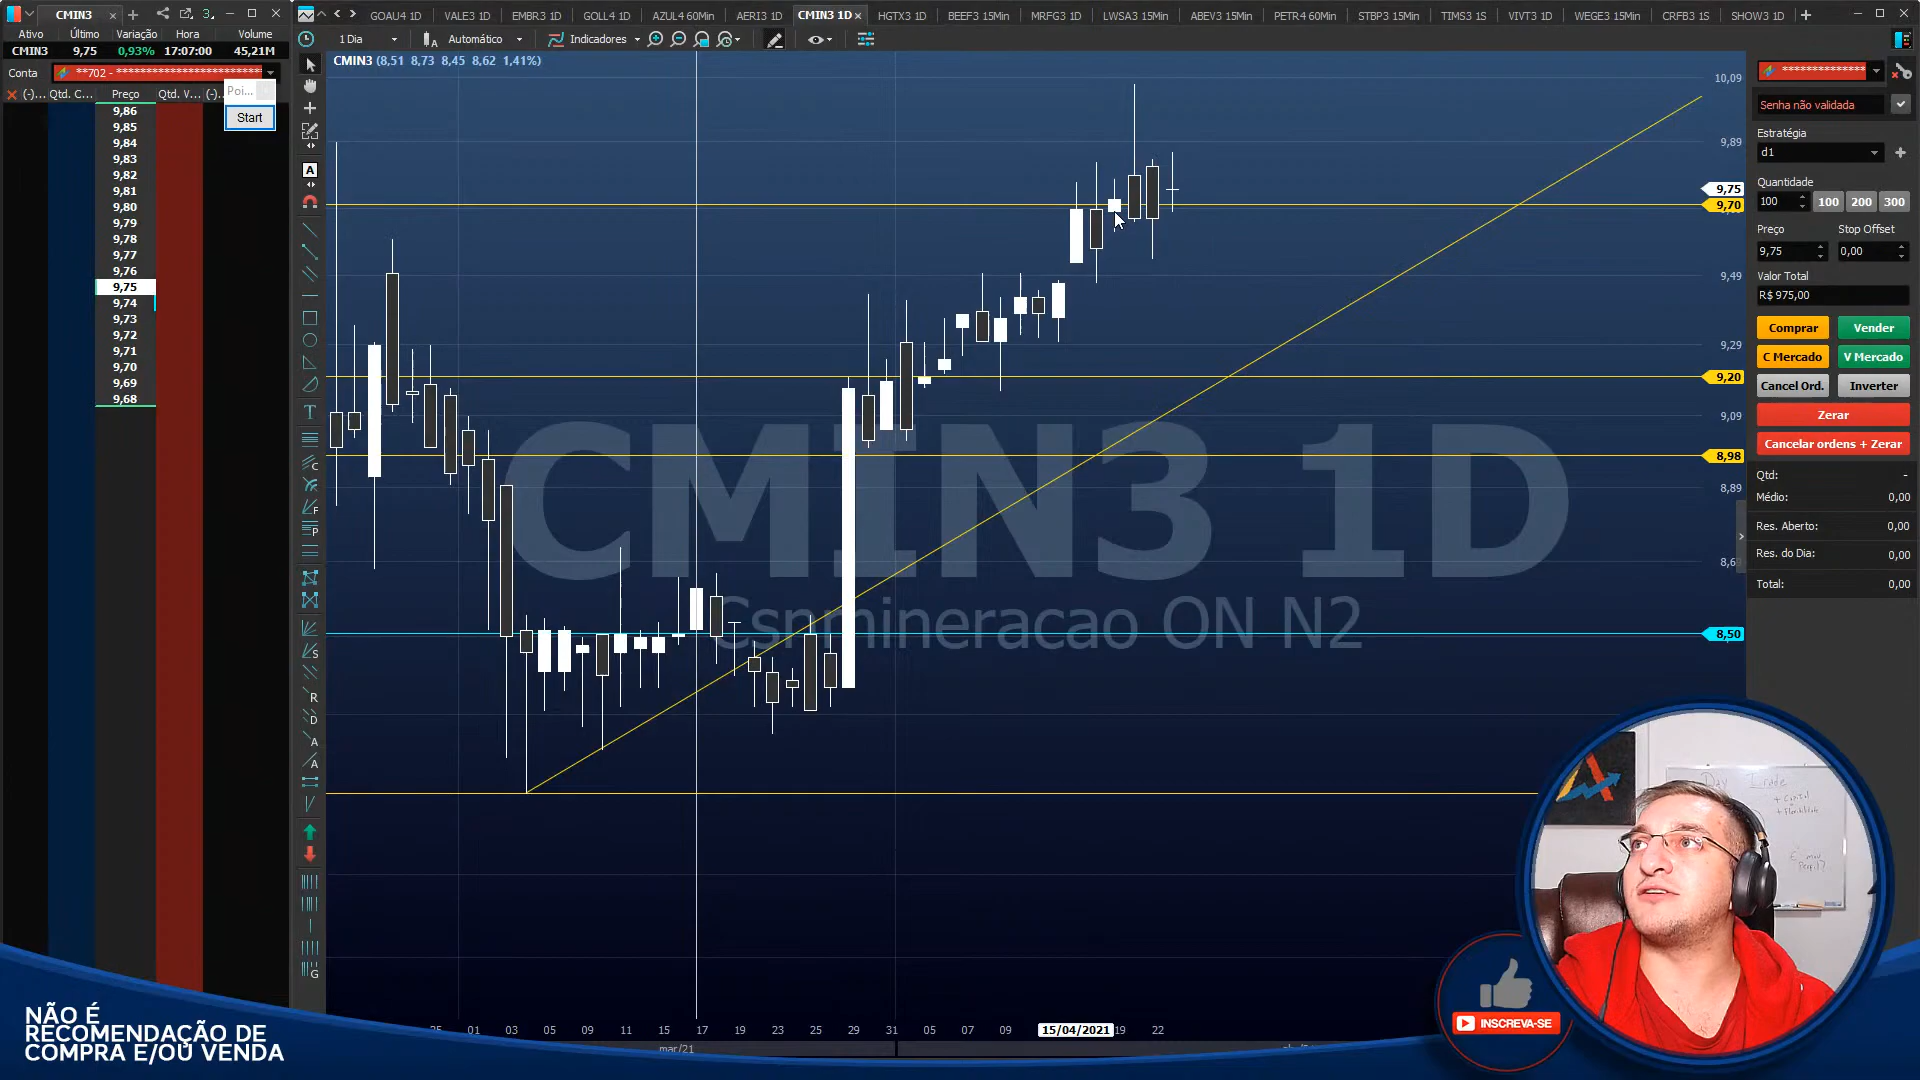 CMIN3
GOAU4 1D VALE3 1D EMBR3 1D GOLL4 1D AZUL4 60Min AERI3 1D CMIN3 1D HGTX3 1D BEEF3 15Min MRFG3 1D LWSA3 15Min ABEV3 15Min PETR4 60Min STBP3 15Min TIMS3 1S VIVT3 1D WEGE3 15Min CRFB3 1S SHOW3 1D
Ativo Último Variação Hora Volume
CMIN3 9,75 0,93% 17:07:00 45,21M
1 Dia Automático Indicadores
Conta **702 - **************************
CMIN3 (8,51 8,73 8,45 8,62 1,41%)
(-)... Qtd. C... Preço Qtd. V... (-)...
Poi...
Start
9,86
9,85
9,84
9,83
9,82
9,81
9,80
9,79
9,78
9,77
9,76
9,75
9,74
9,73
9,72
9,71
9,70
9,69
9,68
CMIN3 1D
Csnmineracao ON N2
10,09
9,89
9,75
9,70
9,49
9,29
9,20
9,09
8,98
8,89
8,50
01 03 05 09 11 15 17 19 23 25 29 31 05 07 09 15/04/2021 19 22
mar/21
***************
Senha não validada
Estratégia
d1
Quantidade
100 100 200 300
Preço Stop Offset
9,75 0,00
Valor Total
R$ 975,00
Comprar Vender
C Mercado V Mercado
Cancel Ord. Inverter
Zerar
Cancelar ordens + Zerar
Qtd: -
Médio: 0,00
Res. Aberto: 0,00
Res. do Dia: 0,00
Total: 0,00
Day Trade
INSCREVA-SE
NÃO É
RECOMENDAÇÃO DE
COMPRA E/OU VENDA